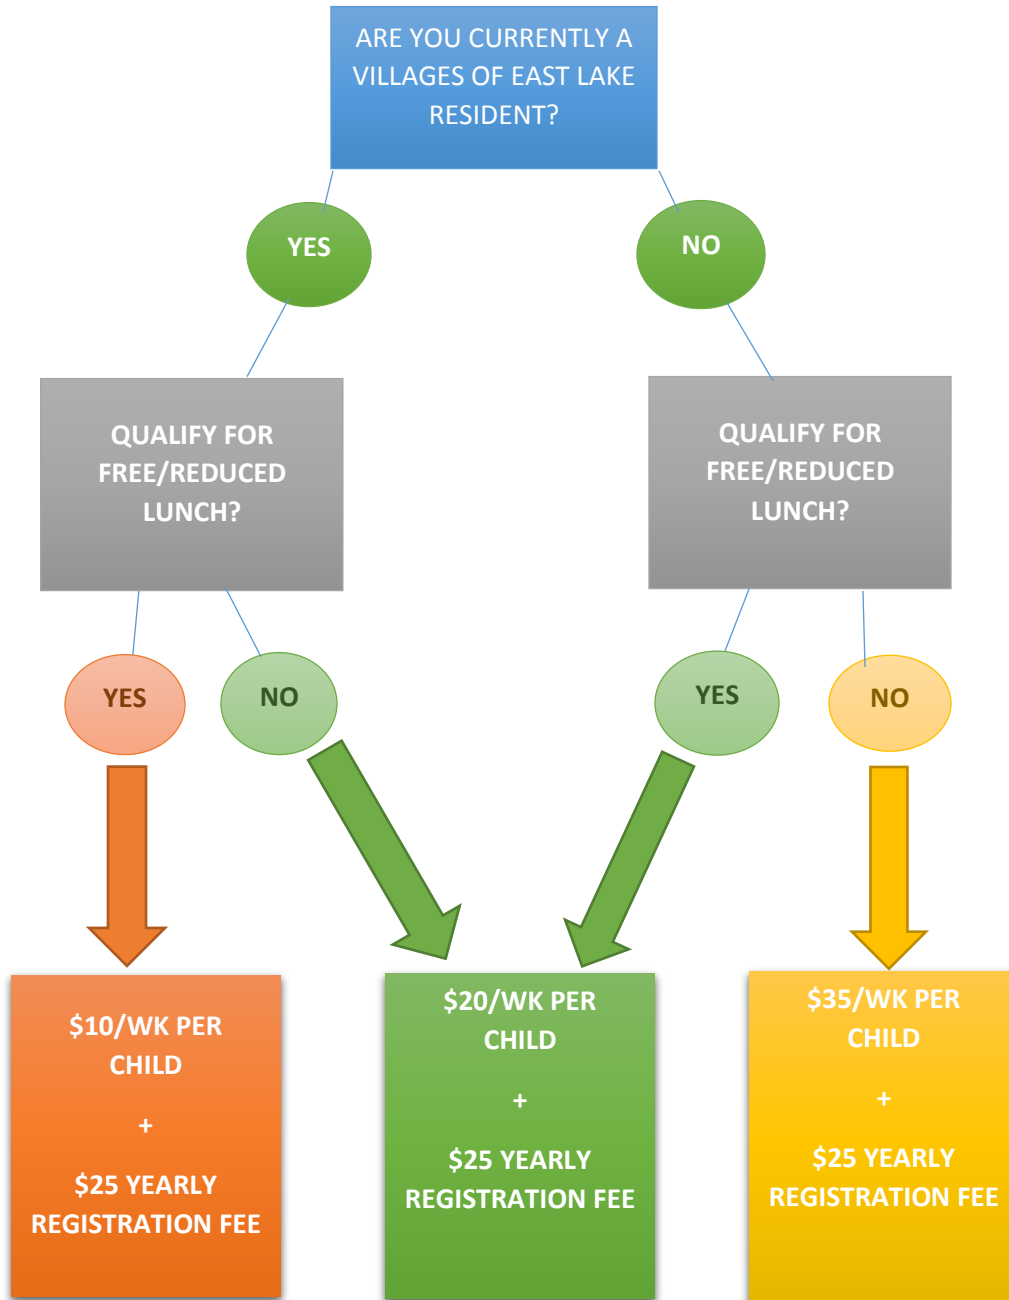 ARE YOU CURRENTLY A
VILLAGES OF EAST LAKE
RESIDENT?
YES
NO
QUALIFY FOR
FREE/REDUCED
LUNCH?
QUALIFY FOR
FREE/REDUCED
LUNCH?
YES
NO
YES
NO
$10/WK PER
CHILD
+
$25 YEARLY
REGISTRATION FEE
$20/WK PER
CHILD
+
$25 YEARLY
REGISTRATION FEE
$35/WK PER
CHILD
+
$25 YEARLY
REGISTRATION FEE